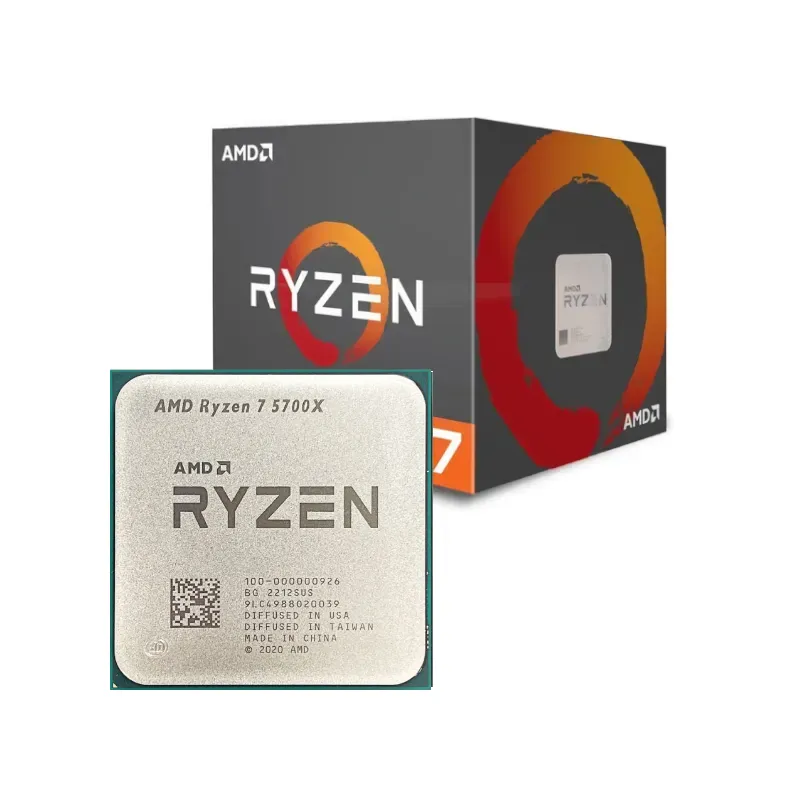 AMD
RYZEN
7
AMD
RYZEN
AMD
AMD Ryzen 7 5700X
AMD
RYZEN
100-000000926
BG 2212SUS
9LC4988020039
DIFFUSED IN USA
DIFFUSED IN TAIWAN
MADE IN CHINA
© 2020 AMD